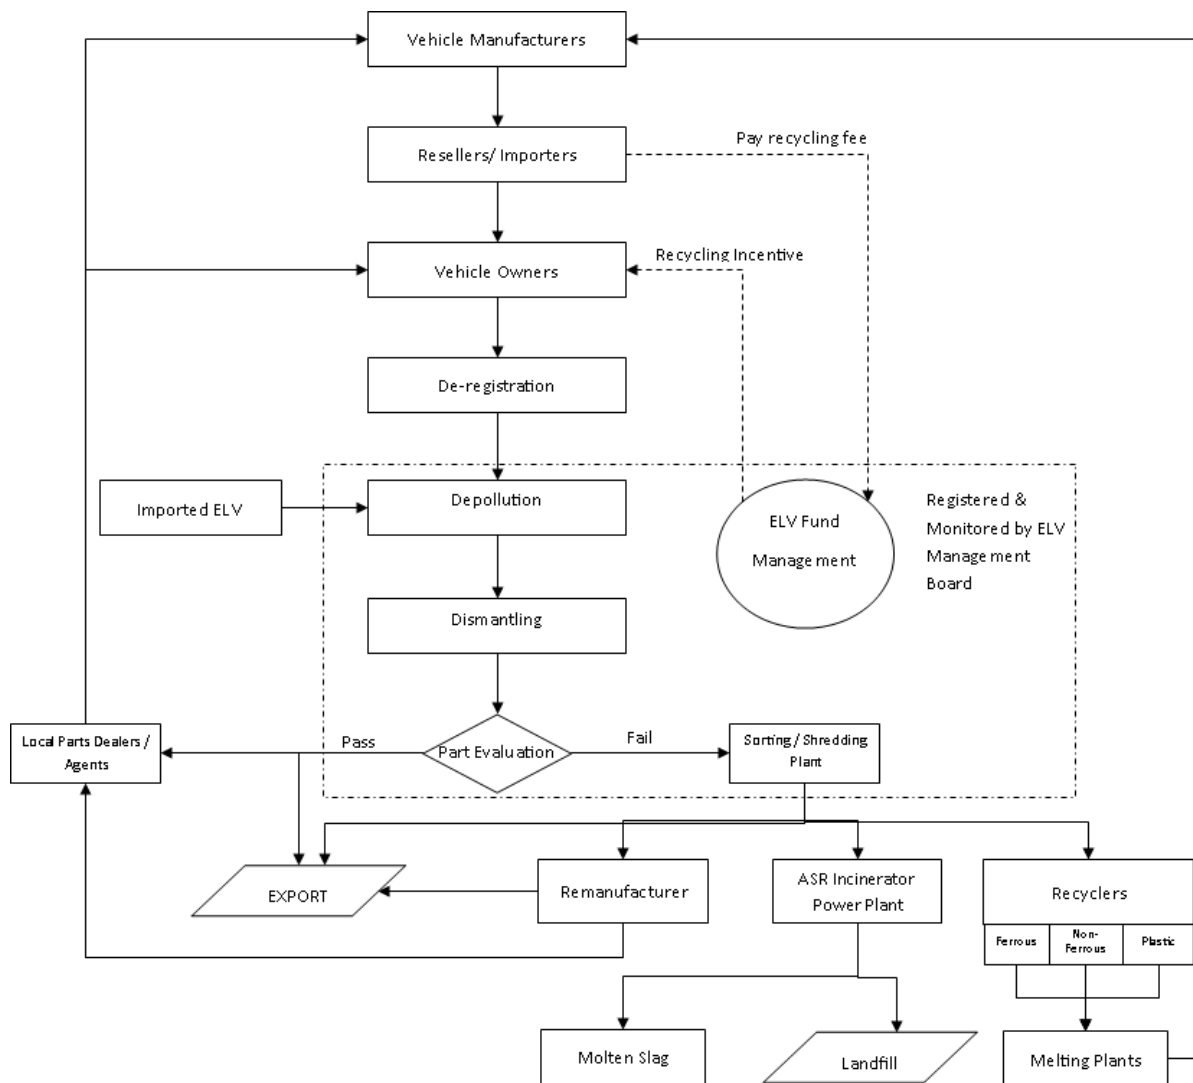 Vehicle Manufacturers
Pay recycling fee
Resellers/ Importers
Recycling Incentive
Vehicle Owners
De-registration
Depollution
Imported ELV
ELV Fund
Management
Registered &
Monitored by ELV
Management
Board
Dismantling
Local Parts Dealers /
Agents
Pass
Part Evaluation
Fail
Sorting / Shredding
Plant
EXPORT
Remanufacturer
ASR Incinerator
Power Plant
Recyclers
Ferrous
Non-
Ferrous
Plastic
Molten Slag
Landfill
Melting Plants